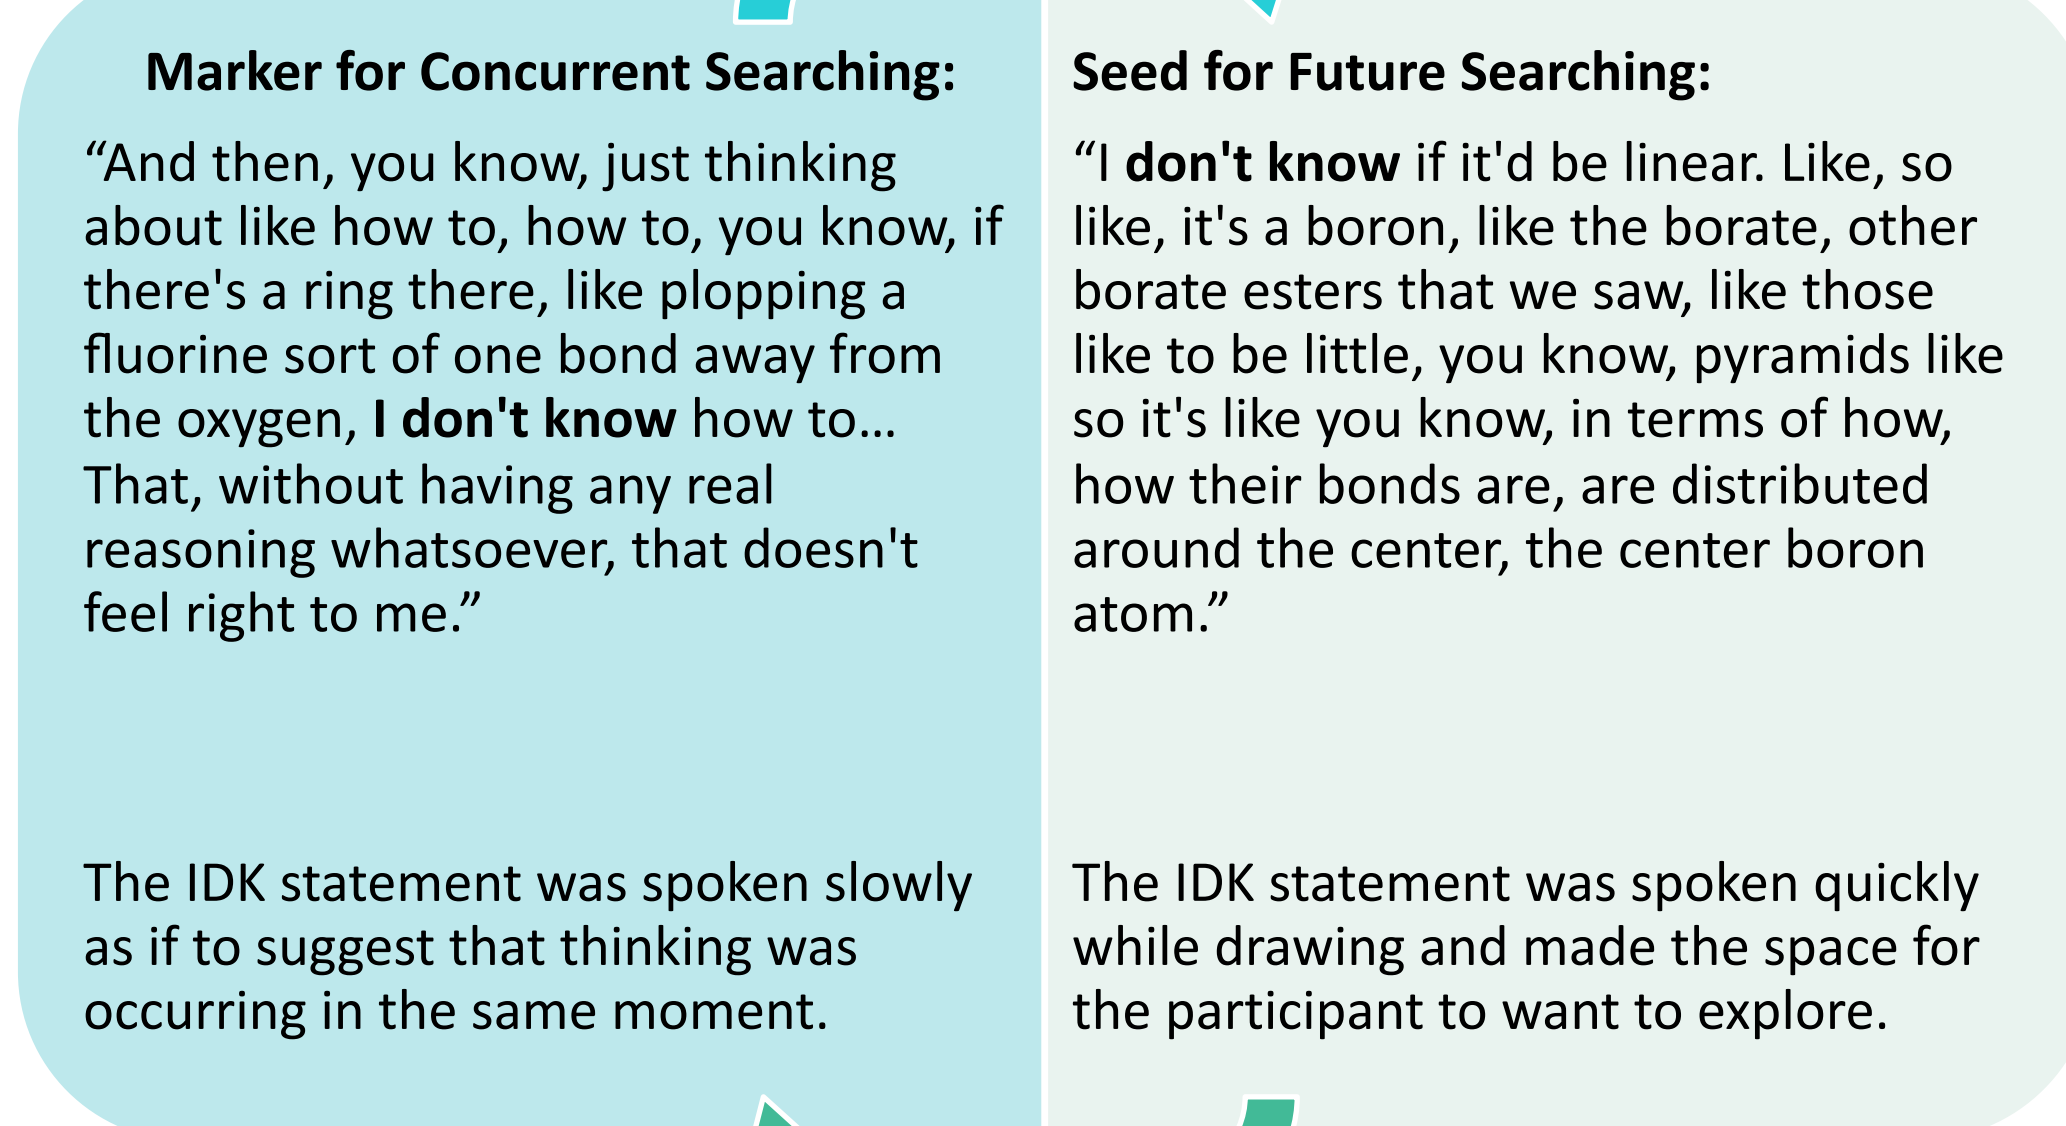 Marker for Concurrent Searching:
“And then, you know, just thinking
about like how to, how to, you know, if
there's a ring there, like plopping a
fluorine sort of one bond away from
the oxygen, I don't know how to…
That, without having any real
reasoning whatsoever, that doesn't
feel right to me.”
The IDK statement was spoken slowly
as if to suggest that thinking was
occurring in the same moment.
Seed for Future Searching:
“I don't know if it'd be linear. Like, so
like, it's a boron, like the borate, other
borate esters that we saw, like those
like to be little, you know, pyramids like
so it's like you know, in terms of how,
how their bonds are, are distributed
around the center, the center boron
atom.”
The IDK statement was spoken quickly
while drawing and made the space for
the participant to want to explore.